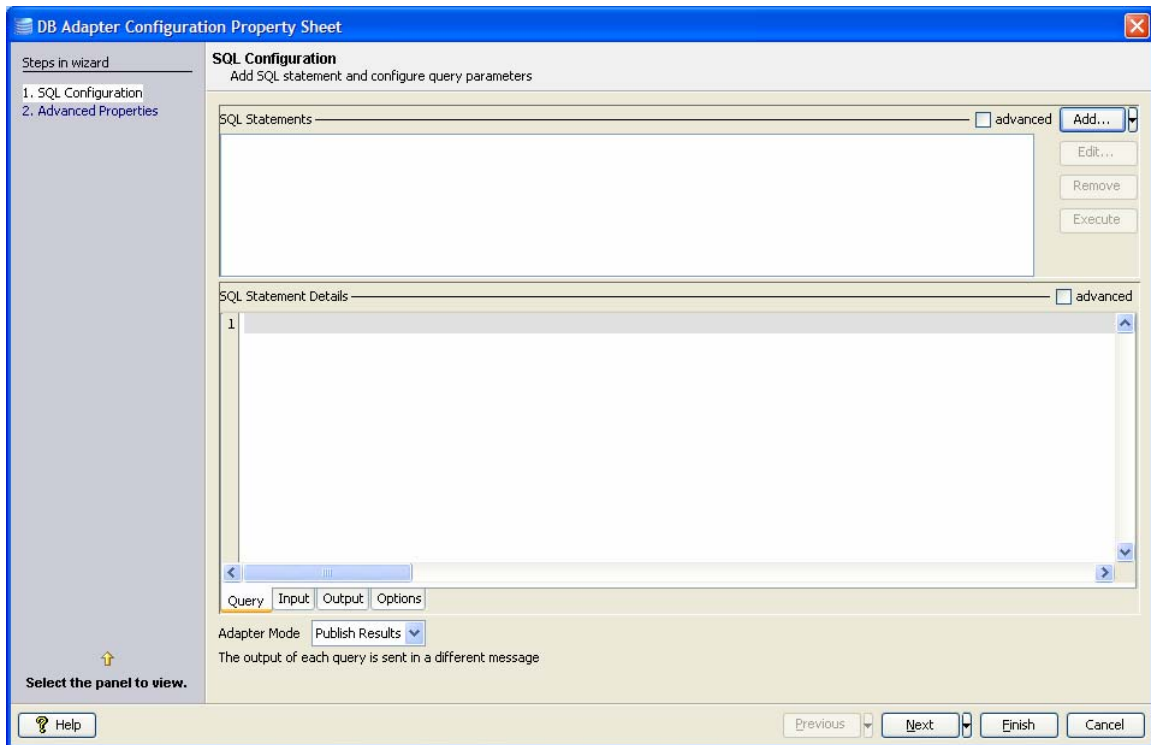 DB Adapter Configuration Property Sheet
Steps in wizard
1. SQL Configuration
2. Advanced Properties
SQL Configuration
Add SQL statement and configure query parameters
SQL Statements
advanced
Add...
Edit...
Remove
Execute
SQL Statement Details
advanced
1
Query Input Output Options
Adapter Mode Publish Results
The output of each query is sent in a different message
Select the panel to view.
Help
Previous Next Finish Cancel